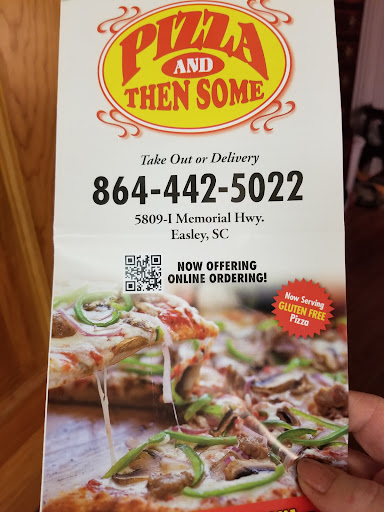 PIZZA
AND
THEN SOME
Take Out or Delivery
864-442-5022
5809-I Memorial Hwy.
Easley, SC
NOW OFFERING
ONLINE ORDERING!
Now Serving
GLUTEN FREE
Pizza